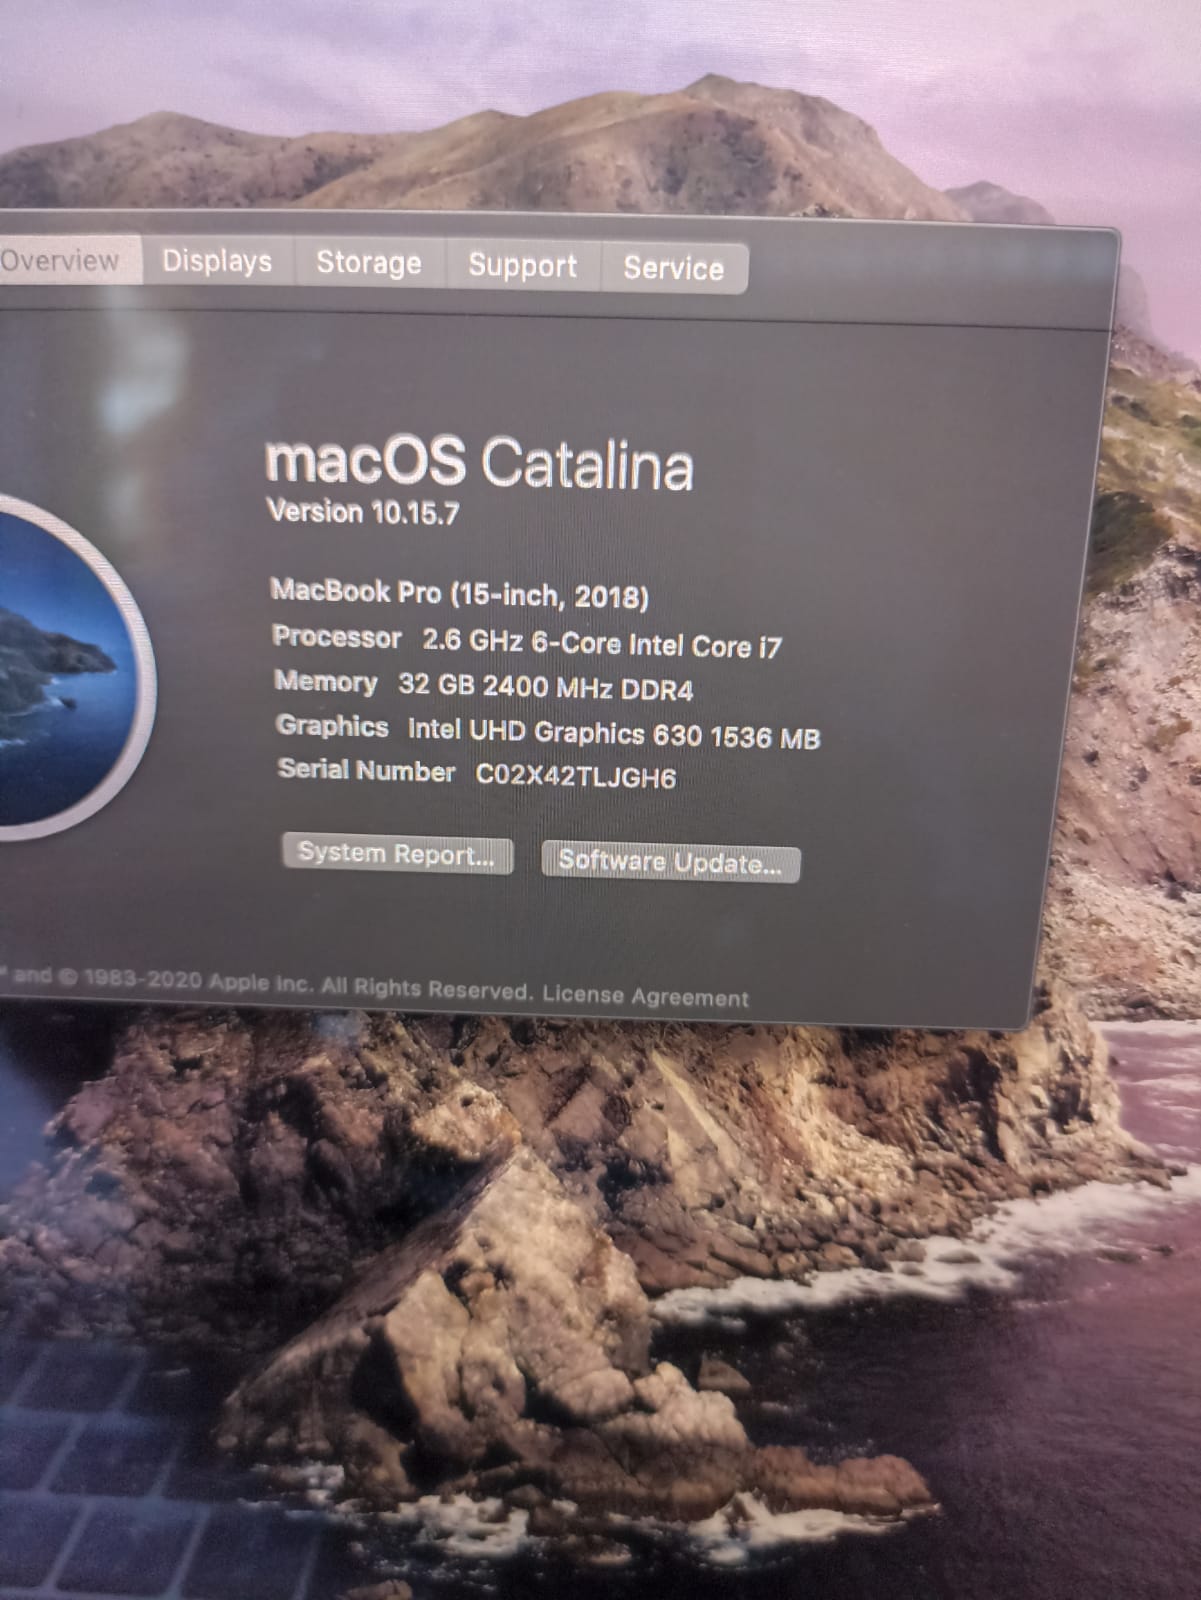 Overview Displays Storage Support Service
macOS Catalina
Version 10.15.7
MacBook Pro (15-inch, 2018)
Processor 2.6 GHz 6-Core Intel Core i7
Memory 32 GB 2400 MHz DDR4
Graphics Intel UHD Graphics 630 1536 MB
Serial Number C02X42TLJGH6
System Report... Software Update...
and © 1983-2020 Apple Inc. All Rights Reserved. License Agreement